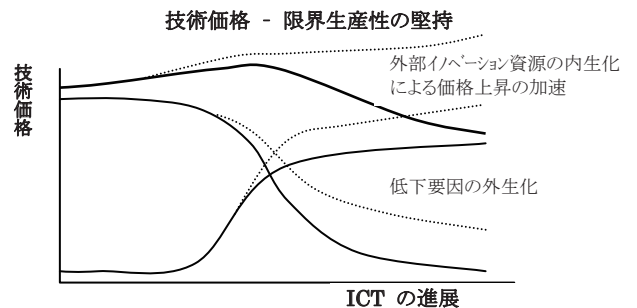 技術価格 - 限界生産性の堅持
技術価格
外部イノベーション資源の内生化
による価格上昇の加速
低下要因の外生化
ICT の進展